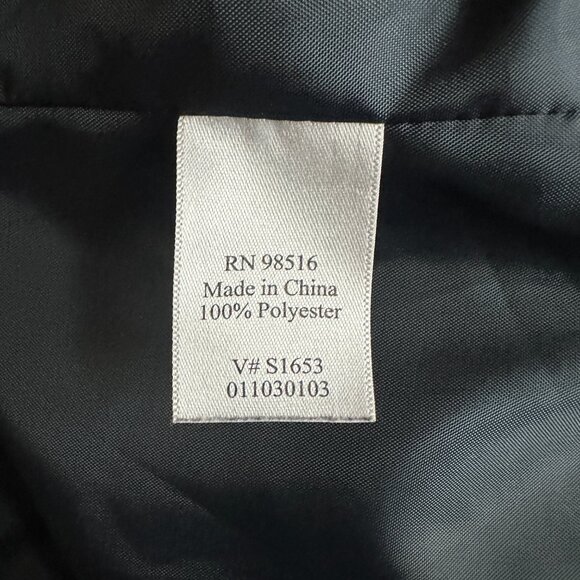 RN 98516
Made in China
100% Polyester
V# S1653
011030103